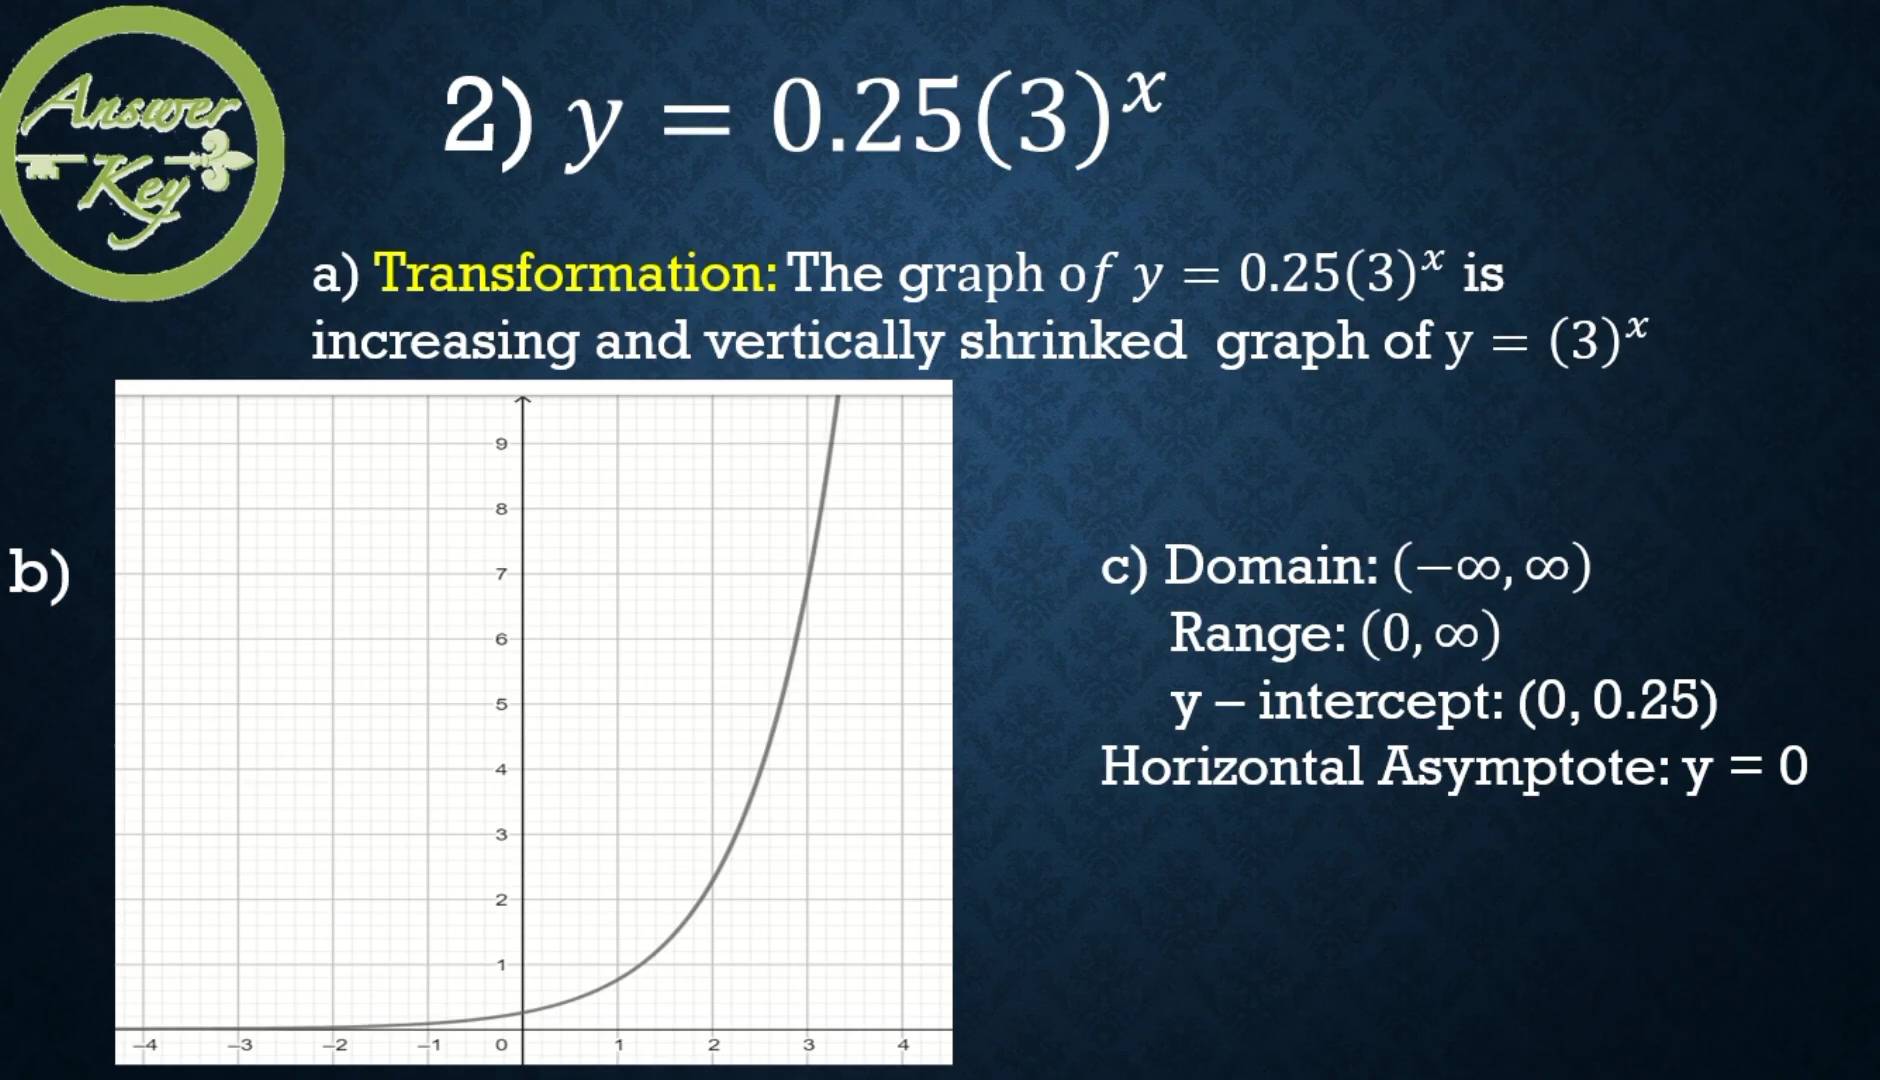 Answer
Key
2) y = 0.25(3)^x
a) Transformation: The graph of y = 0.25(3)^x is
increasing and vertically shrinked graph of y = (3)^x
b)
9
8
7
6
5
4
3
2
1
−4 −3 −2 −1 0 1 2 3 4
c) Domain: (−∞, ∞)
Range: (0, ∞)
y – intercept: (0, 0.25)
Horizontal Asymptote: y = 0